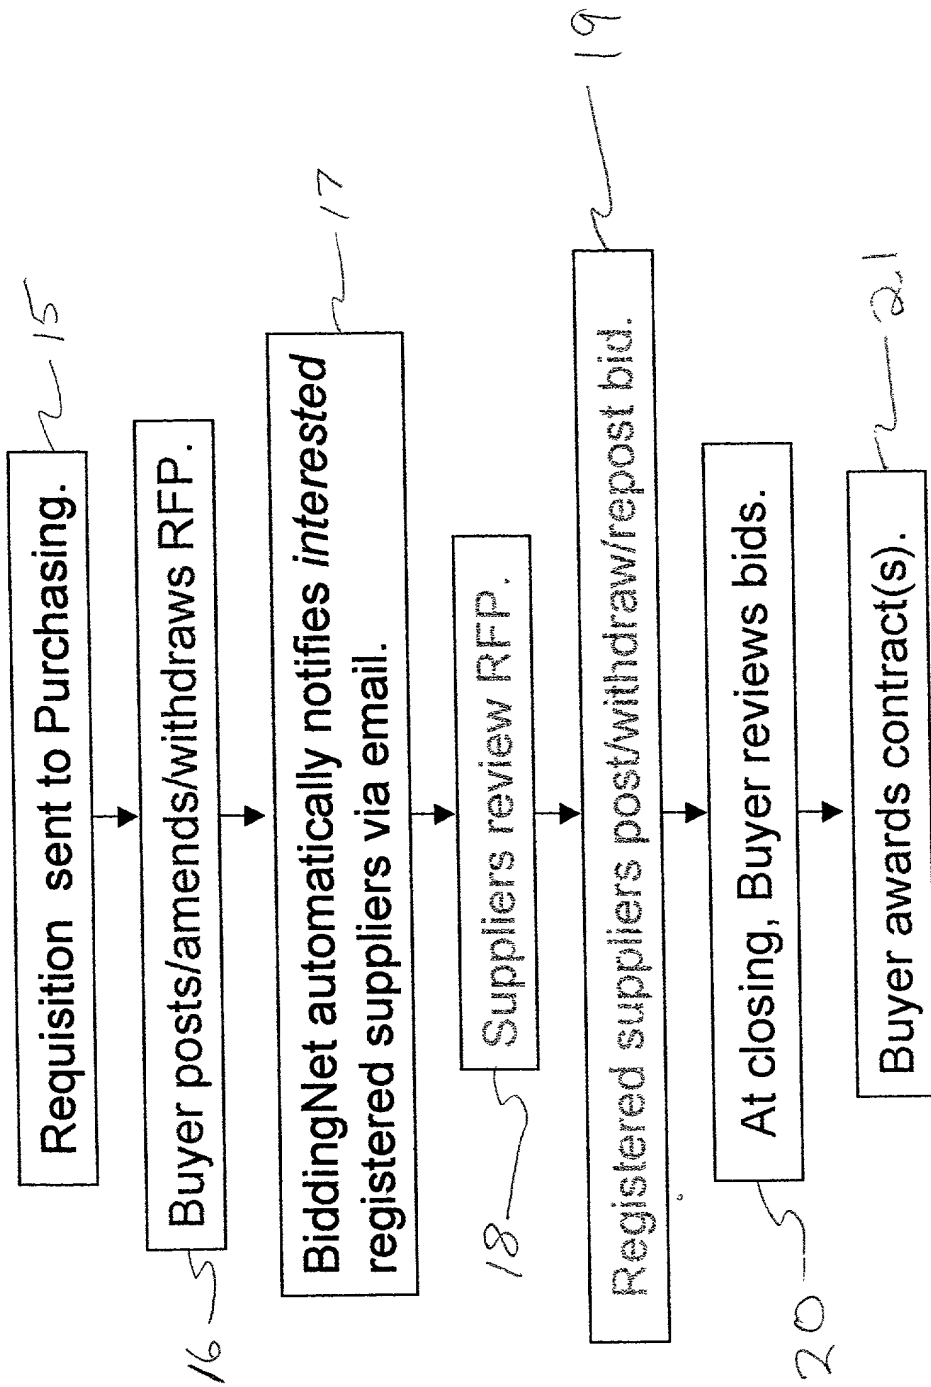 Requisition sent to Purchasing.
15
Buyer posts/amends/withdraws RFP.
16
BiddingNet automatically notifies interested
registered suppliers via email.
17
Suppliers review RFP.
18
Registered suppliers post/withdraw/repost bid.
19
At closing, Buyer reviews bids.
20
Buyer awards contract(s).
21